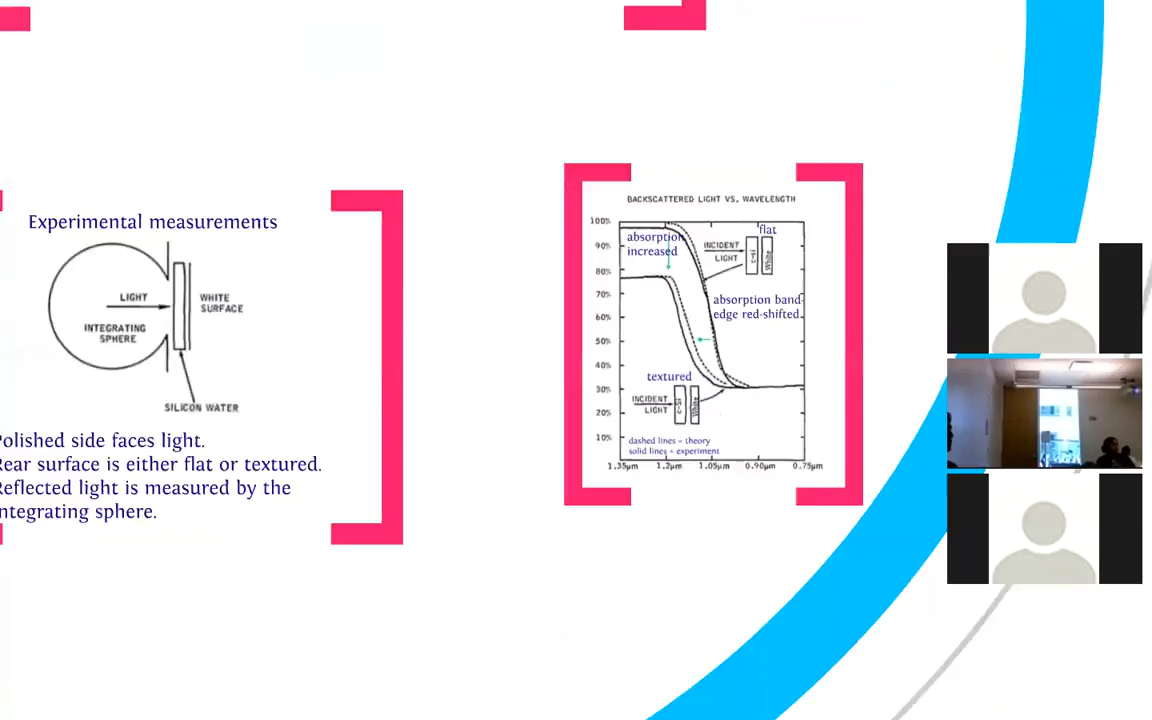 Experimental measurements
LIGHT
INTEGRATING
SPHERE
WHITE
SURFACE
SILICON WATER
Polished side faces light.
Rear surface is either flat or textured.
Reflected light is measured by the
integrating sphere.
BACKSCATTERED LIGHT VS. WAVELENGTH
100%
90%
80%
70%
60%
50%
40%
30%
20%
10%
absorption
increased
INCIDENT
LIGHT
flat
White
absorption band-
edge red-shifted.
textured
INCIDENT
LIGHT
White
dashed lines = theory
solid lines = experiment
1.35μm 1.2μm 1.05μm 0.90μm 0.75μm